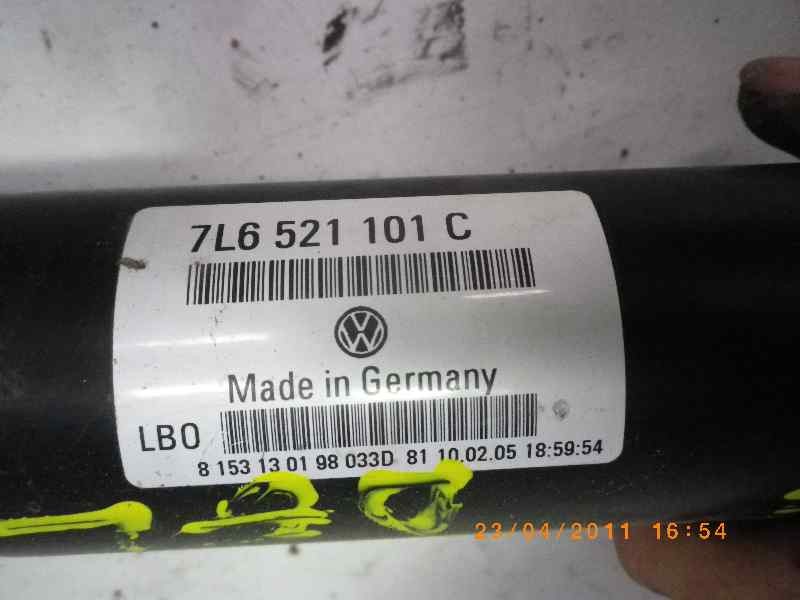 7L6 521 101 C
Made in Germany
LBO
8 153 13 01 98 033D 81 10.02.05 18:59:54
23/04/2011 16:54